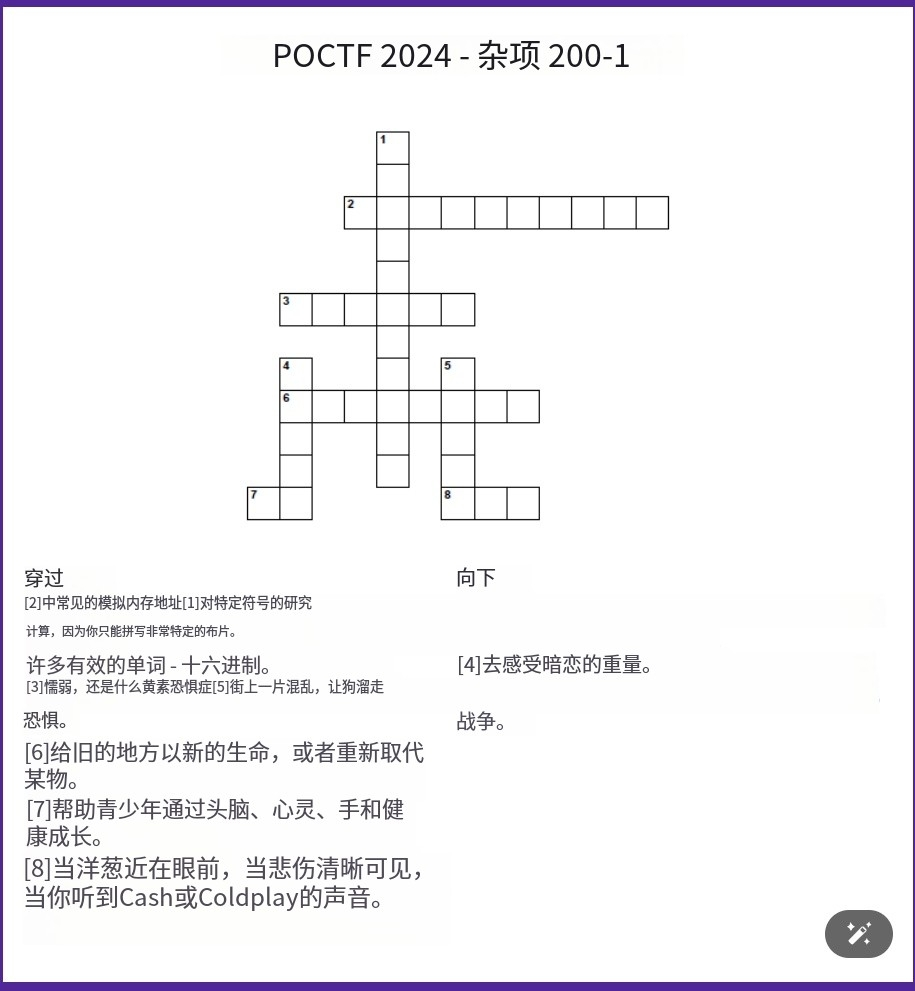 POCTF 2024 - 杂项 200-1
1
2
3
4
5
6
7
8
穿过
向下
[2]中常见的模拟内存地址[1]对特定符号的研究
计算，因为你只能拼写非常特定的布片。
许多有效的单词 - 十六进制。
[4]去感受暗恋的重量。
[3]懦弱，还是什么黄素恐惧症[5]街上一片混乱，让狗溜走
恐惧。
战争。
[6]给旧的地方以新的生命，或者重新取代
某物。
[7]帮助青少年通过头脑、心灵、手和健
康成长。
[8]当洋葱近在眼前，当悲伤清晰可见，
当你听到Cash或Coldplay的声音。